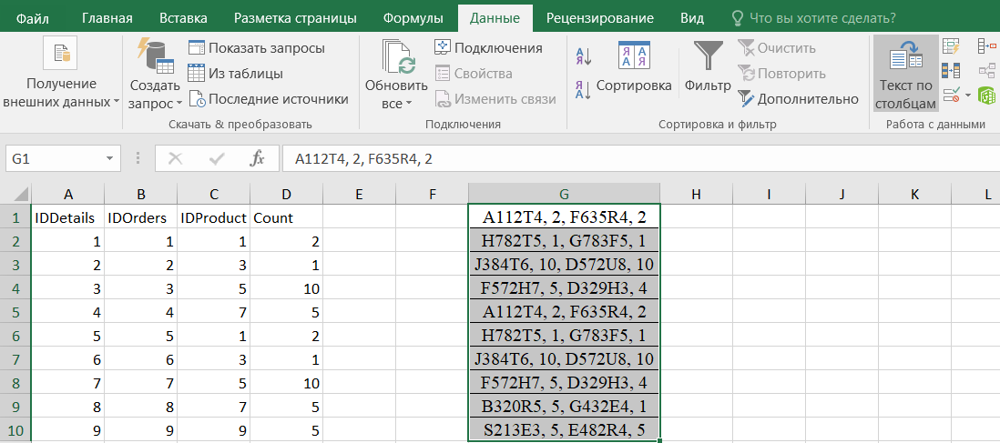 Файл Главная Вставка Разметка страницы Формулы Данные Рецензирование Вид Что вы хотите сделать?
Получение внешних данных
Создать запрос
Показать запросы
Из таблицы
Последние источники
Скачать & преобразовать
Обновить все
Подключения
Свойства
Изменить связи
Подключения
Сортировка
Фильтр
Очистить
Повторить
Дополнительно
Сортировка и фильтр
Текст по столбцам
Работа с данными
G1 fx A112T4, 2, F635R4, 2
A B C D E F G H I J K L
1 IDDetails IDOrders IDProduct Count A112T4, 2, F635R4, 2
2 1 1 1 2 H782T5, 1, G783F5, 1
3 2 2 3 1 J384T6, 10, D572U8, 10
4 3 3 5 10 F572H7, 5, D329H3, 4
5 4 4 7 5 A112T4, 2, F635R4, 2
6 5 5 1 2 H782T5, 1, G783F5, 1
7 6 6 3 1 J384T6, 10, D572U8, 10
8 7 7 5 10 F572H7, 5, D329H3, 4
9 8 8 7 5 B320R5, 5, G432E4, 1
10 9 9 9 5 S213E3, 5, E482R4, 5